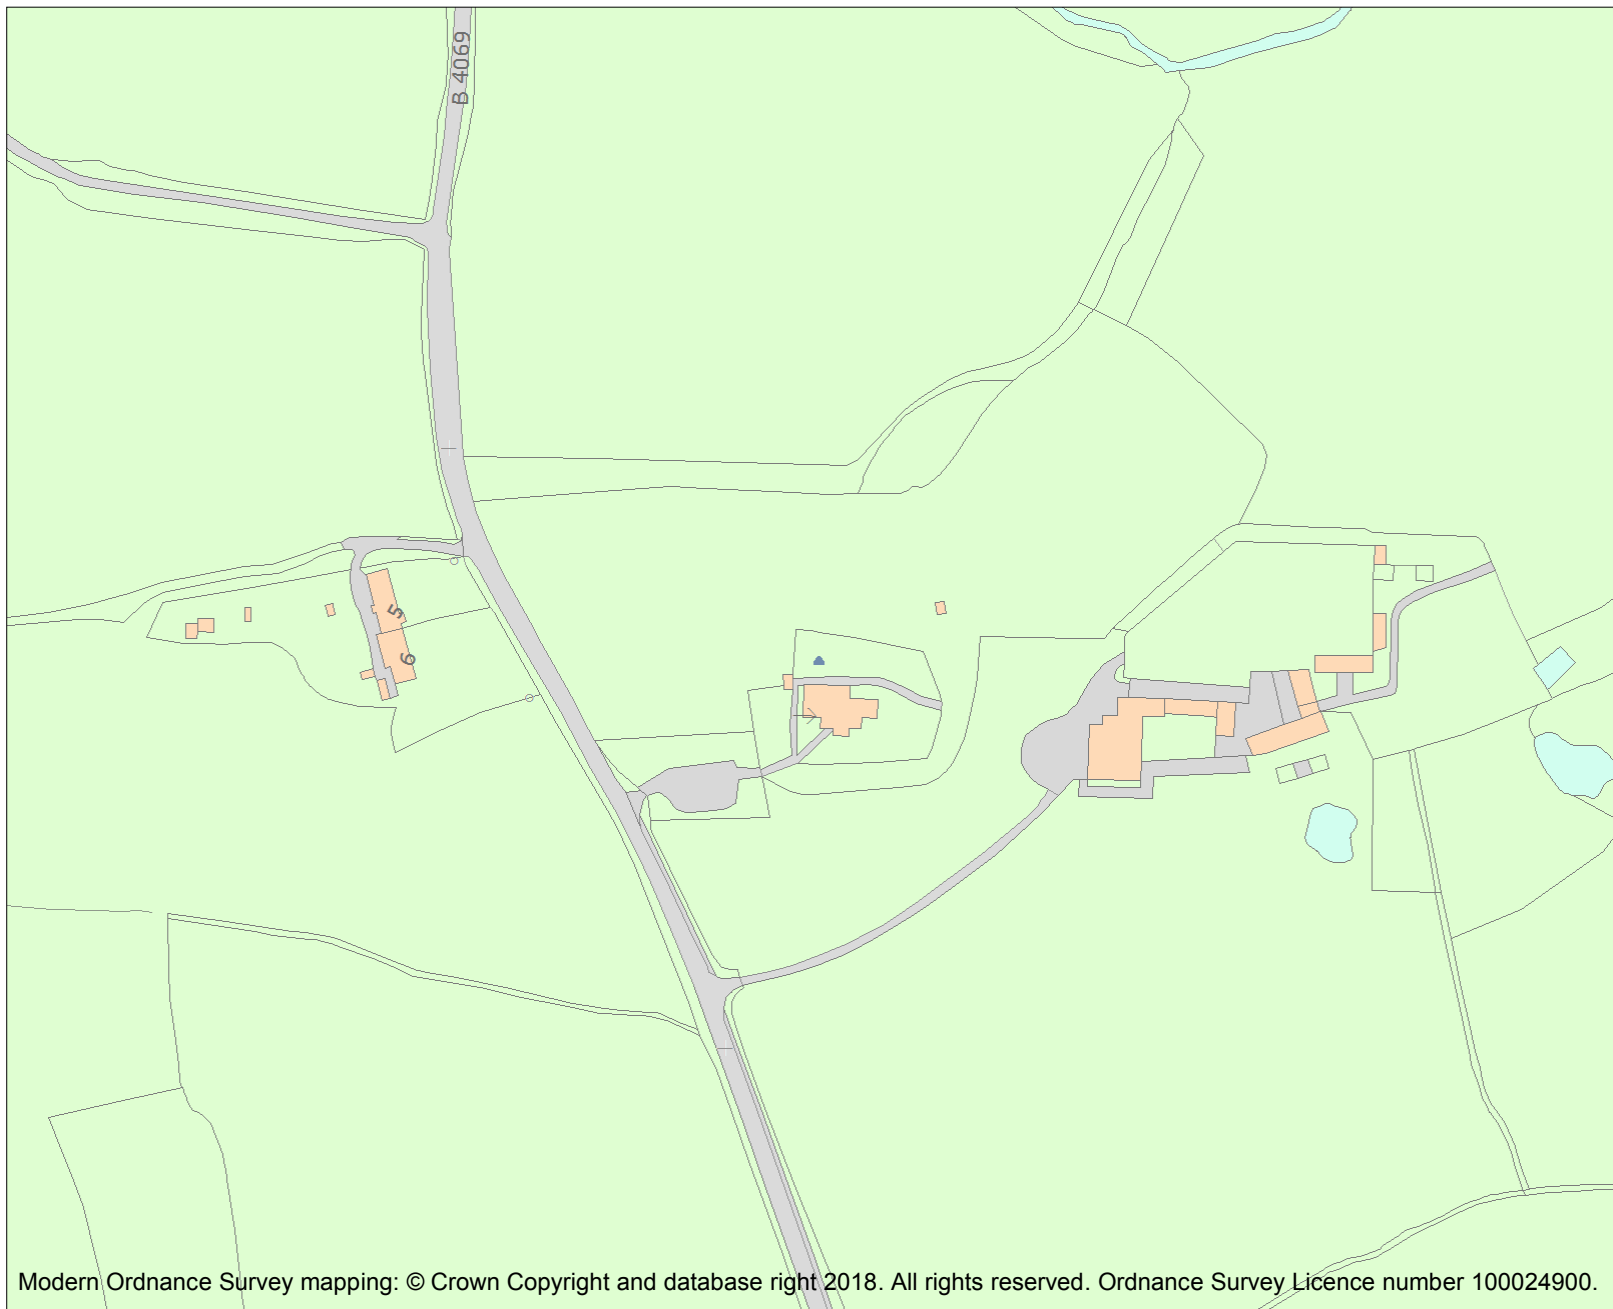 B 4069
5
6
Modern Ordnance Survey mapping: © Crown Copyright and database right 2018. All rights reserved. Ordnance Survey Licence number 100024900.